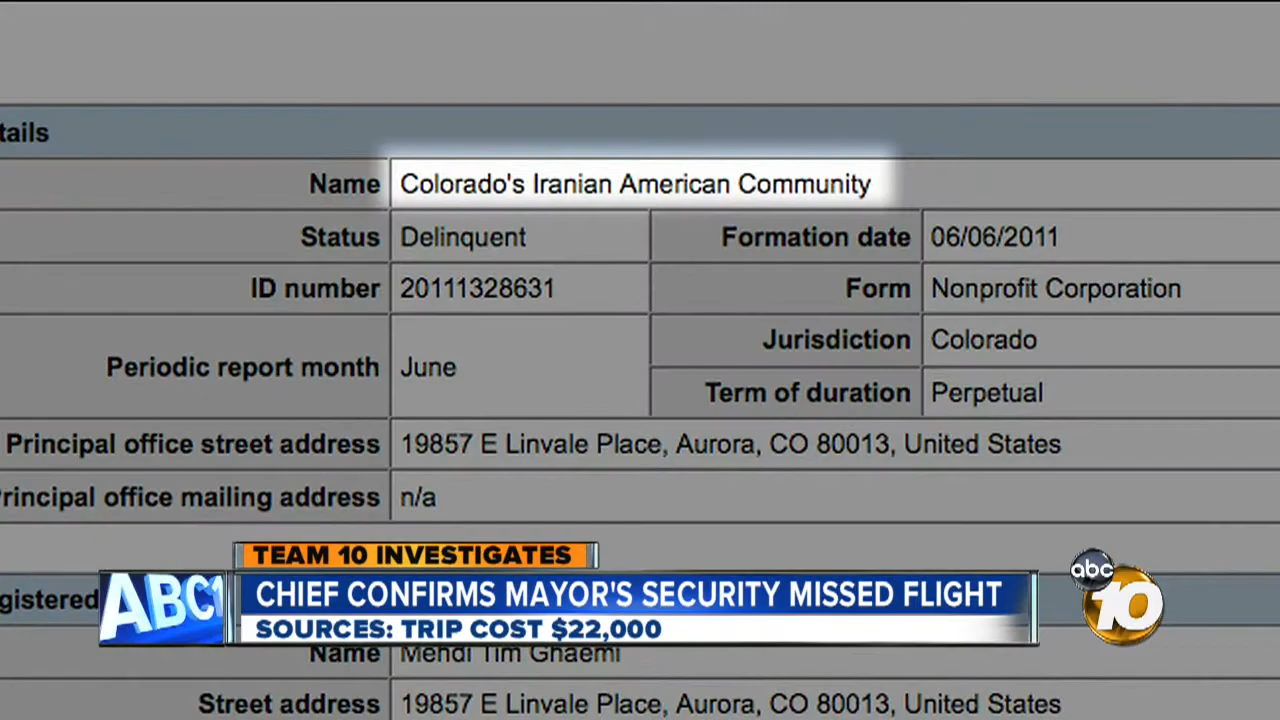 tails
Name Colorado's Iranian American Community
Status Delinquent Formation date 06/06/2011
ID number 20111328631 Form Nonprofit Corporation
Periodic report month June Jurisdiction Colorado
Term of duration Perpetual
Principal office street address 19857 E Linvale Place, Aurora, CO 80013, United States
Principal office mailing address n/a
TEAM 10 INVESTIGATES
gistered
ABC1
CHIEF CONFIRMS MAYOR'S SECURITY MISSED FLIGHT
SOURCES: TRIP COST $22,000
abc
10
Name Mehdi Tim Ghaemi
Street address 19857 E Linvale Place, Aurora, CO 80013, United States